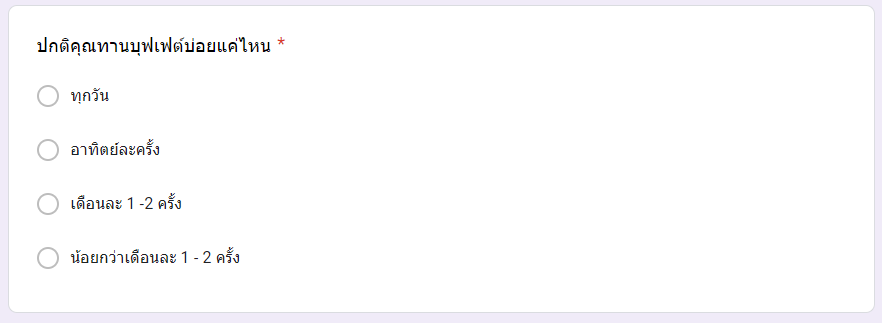 ปกติคุณทานบุฟเฟต์บ่อยแค่ไหน *
ทุกวัน
อาทิตย์ละครั้ง
เดือนละ 1 -2 ครั้ง
น้อยกว่าเดือนละ 1 - 2 ครั้ง